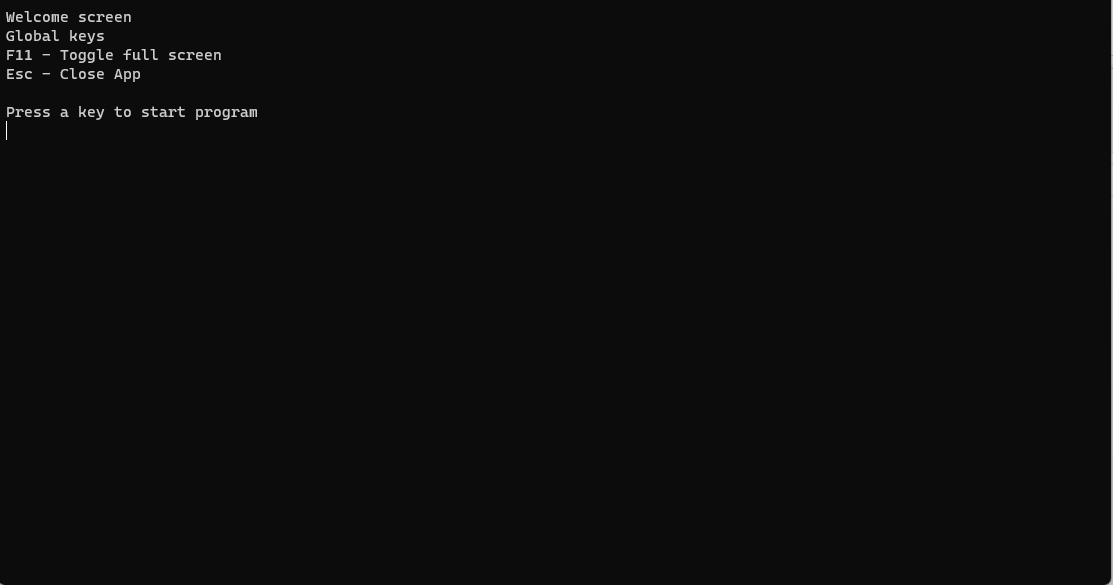 Welcome screen
Global keys
F11 - Toggle full screen
Esc - Close App
Press a key to start program